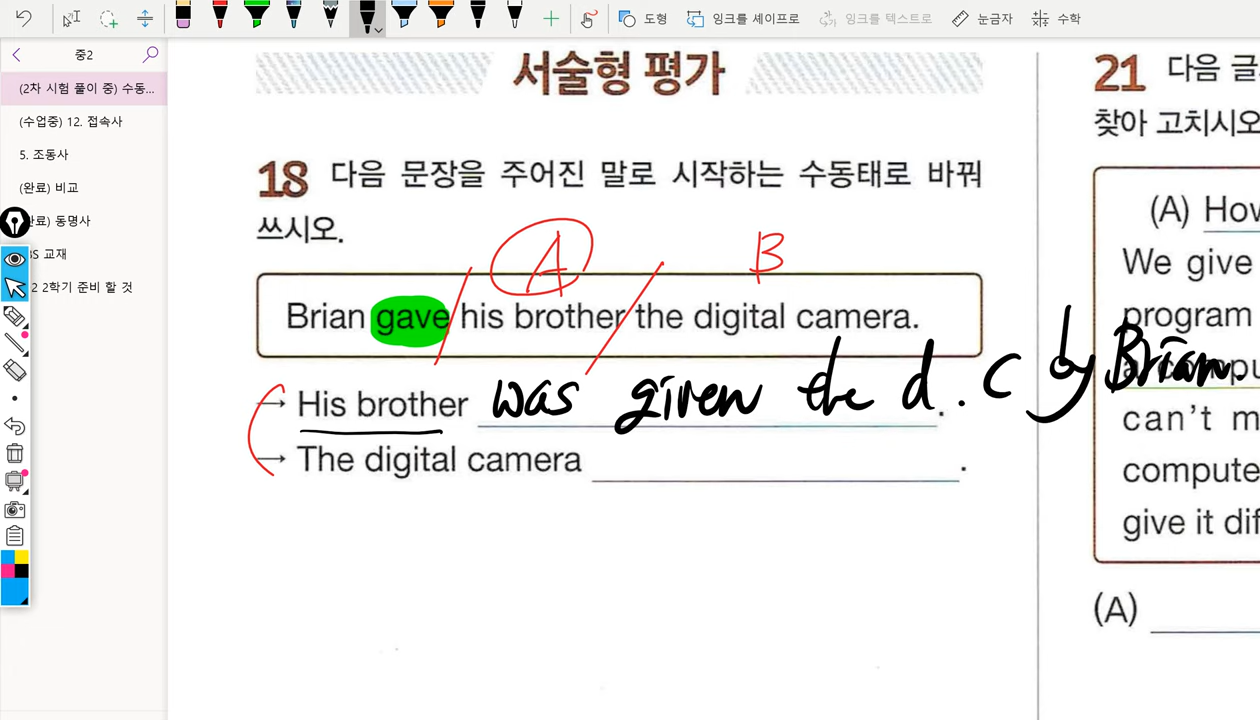 도형
잉크를 셰이프로
잉크를 텍스트로
눈금자
수학
중2
(2차 시험 풀이 중) 수동...
(수업중) 12. 접속사
5. 조동사
(완료) 비교
료) 동명사
BS 교재
2 2학기 준비 할 것
서술형 평가
18 다음 문장을 주어진 말로 시작하는 수동태로 바꿔
쓰시오.
A B
Brian gave his brother the digital camera.
→ His brother was given the d. c by Brian.
→ The digital camera .
21 다음 글
찾아 고치시오
(A) How
We give
program
a compu
can't m
compute
give it dif
(A)